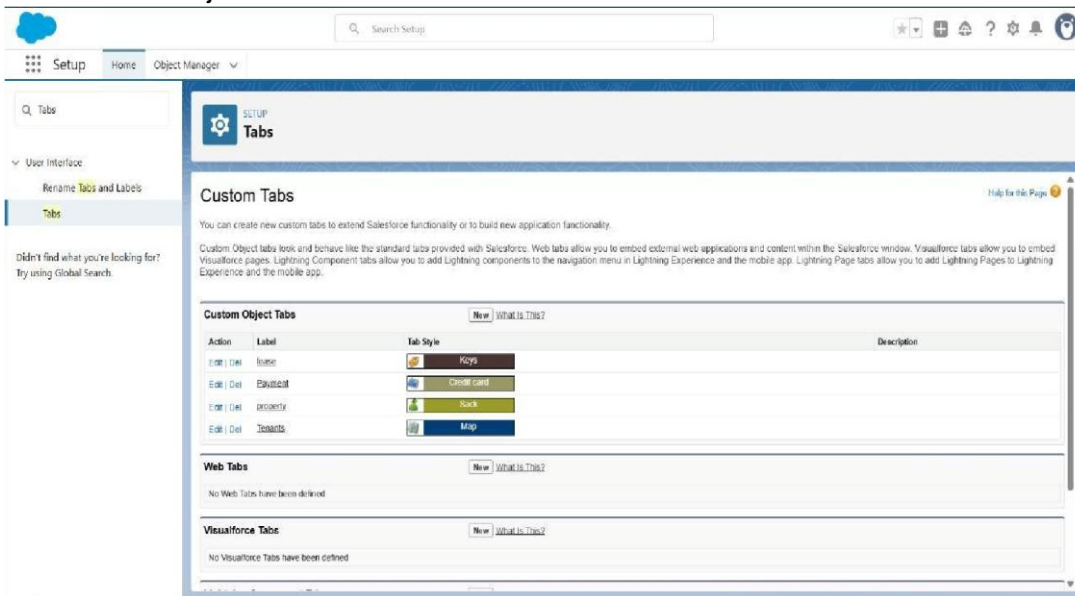 Search Setup
Setup
Home
Object Manager
Tabs
SETUP
Tabs
User Interface
Rename Tabs and Labels
Tabs
Didn't find what you're looking for?
Try using Global Search.
Custom Tabs
Help for this Page
You can create new custom tabs to extend Salesforce functionality or to build new application functionality.
Custom Object tabs look and behave like the standard tabs provided with Salesforce. Web tabs allow you to embed external web applications and content within the Salesforce window. Visualforce tabs allow you to embed
Visualforce pages. Lightning Component tabs allow you to add Lightning components to the navigation menu in Lightning Experience and the mobile app. Lightning Page tabs allow you to add Lightning Pages to Lightning
Experience and the mobile app.
Custom Object Tabs New What Is This?
Action Label Tab Style Description
Edit | Del lease Keys
Edit | Del Payment Credit card
Edit | Del property Sack
Edit | Del Tenants Map
Web Tabs New What Is This?
No Web Tabs have been defined
Visualforce Tabs New What Is This?
No Visualforce Tabs have been defined